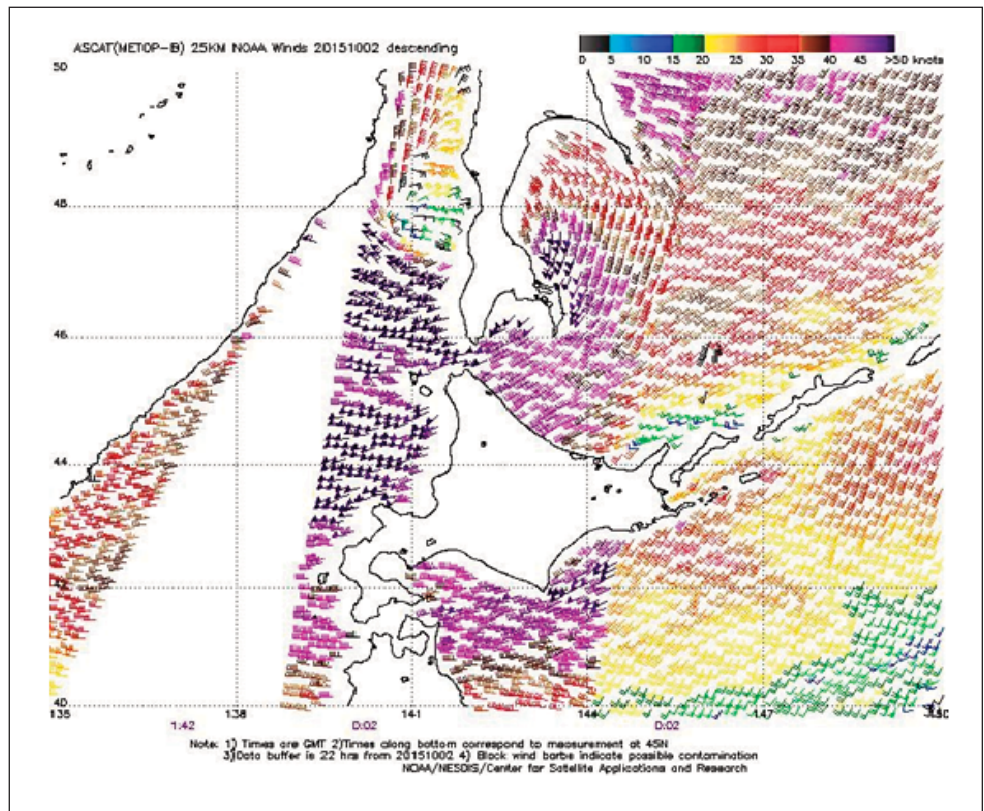 ASCAT(METOP-B) 25KM NOAA Winds 20151002 descending
0 5 10 15 20 25 30 35 40 45 >50 knots
50
48
46
44
42
40
135 138 141 144 147 150
1:42 0:02 0:02
Note: 1) Times are GMT 2)Times along bottom correspond to measurement at 45N
3)Data buffer is 22 hrs from 20151002 4) Black wind barbs indicate possible contamination
NOAA/NESDIS/Center for Satellite Applications and Research